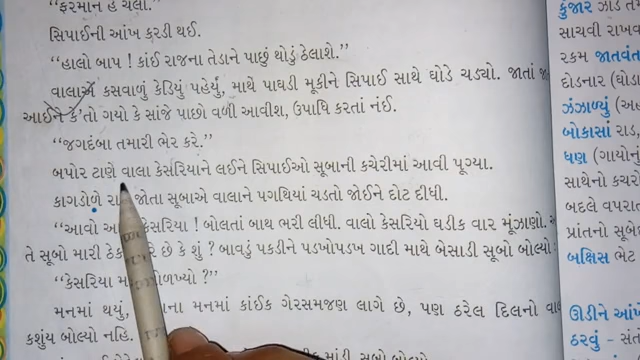 “ફરમાન હે ચલો.”
સિપાઈની આંખ કરડી થઈ.
“હાલો બાપ ! કાંઈ રાજના તેડાને પાછું થોડું ઠેલાશે.”
વાલાએ કસવાળું કેડિયું પહેર્યું, માથે પાઘડી મૂકીને સિપાઈ સાથે ઘોડે ચડ્યો. જાતાં
આઈને કે’તો ગયો કે સાંજે પાછો વળી આવીશ, ઉપાધિ કરતાં નંઈ.
“જગદંબા તમારી ભેર કરે.”
બપોર ટાણે વાલા કેસરિયાને લઈને સિપાઈઓ સૂબાની કચેરીમાં આવી પૂગ્યા.
કાગડોળે જોતા સૂબાએ વાલાને પગથિયાં ચડતો જોઈને દોટ દીધી.
“આવો કેસરિયા ! બોલતાં બાથ ભરી લીધી. વાલો કેસરિયો ઘડીક વાર મૂંઝાણો.
તે સૂબો મારી છે કે શું ? બાવડું પકડીને પડખોપડખ ગાદી માથે બેસાડી સૂબો બોલ્યો :
“કેસરિયા
મનમાં થયું, મનમાં કાંઈક ગેરસમજણ લાગે છે, પણ ઠરેલ દિલનો
કશુંય બોલ્યો નહિ.
કુંજાર ઝાડ
સાચવી
રકમ જાતવંત
દોડનાર (ઘોડા
ઝંઝાળ્યું
બોકાસાં રાડ,
ધણ (ગાયોનું
સાથેનો
બદલે
પ્રાંતનો
બક્ષિસ ભેટ
ઊડીને આંખે
ઠરવું -